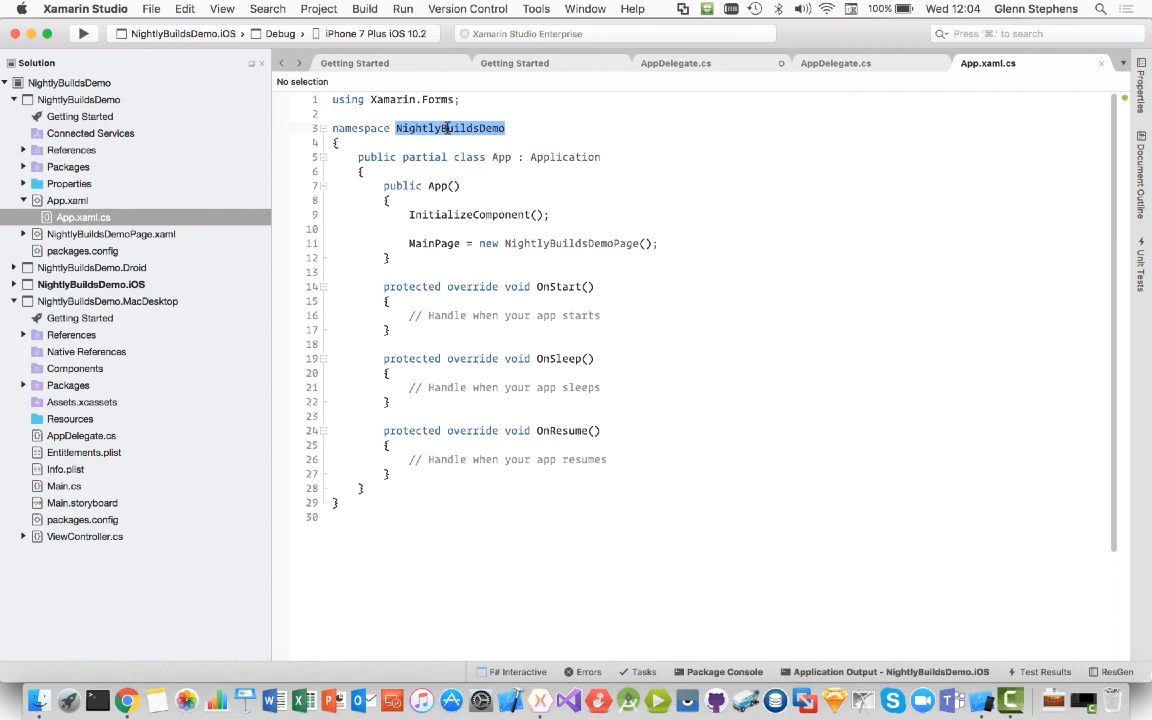 Xamarin Studio File Edit View Search Project Build Run Version Control Tools Window Help 100% Wed 12:04 Glenn Stephens
NightlyBuildsDemo.iOS > Debug > iPhone 7 Plus iOS 10.2
Xamarin Studio Enterprise
Press '⌘.' to search
Solution
NightlyBuildsDemo
NightlyBuildsDemo
Getting Started
Connected Services
References
Packages
Properties
App.xaml
App.xaml.cs
NightlyBuildsDemoPage.xaml
packages.config
NightlyBuildsDemo.Droid
NightlyBuildsDemo.iOS
NightlyBuildsDemo.MacDesktop
Getting Started
References
Native References
Components
Packages
Assets.xcassets
Resources
AppDelegate.cs
Entitlements.plist
Info.plist
Main.cs
Main.storyboard
packages.config
ViewController.cs
Getting Started Getting Started AppDelegate.cs AppDelegate.cs App.xaml.cs
No selection
1 using Xamarin.Forms;
2
3 namespace NightlyBuildsDemo
4 {
5 public partial class App : Application
6 {
7 public App()
8 {
9 InitializeComponent();
10
11 MainPage = new NightlyBuildsDemoPage();
12 }
13
14 protected override void OnStart()
15 {
16 // Handle when your app starts
17 }
18
19 protected override void OnSleep()
20 {
21 // Handle when your app sleeps
22 }
23
24 protected override void OnResume()
25 {
26 // Handle when your app resumes
27 }
28 }
29 }
30
Properties
Document Outline
Unit Tests
F# Interactive Errors Tasks Package Console Application Output - NightlyBuildsDemo.iOS Test Results ResGen